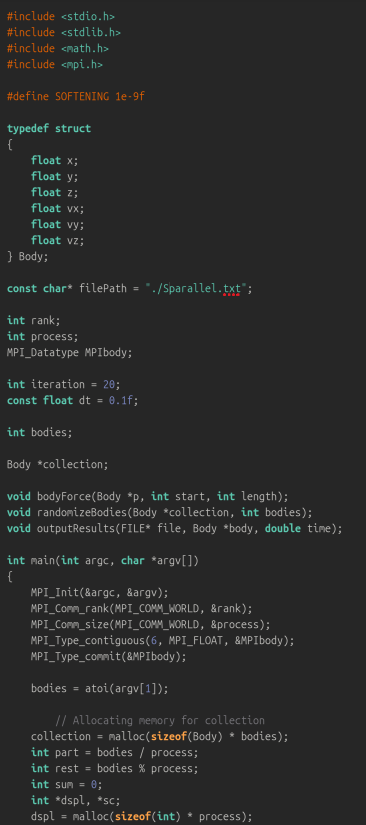 #include <stdio.h>
#include <stdlib.h>
#include <math.h>
#include <mpi.h>
#define SOFTENING 1e-9f
typedef struct
{
float x;
float y;
float z;
float vx;
float vy;
float vz;
} Body;
const char* filePath = "./Sparallel.txt";
int rank;
int process;
MPI_Datatype MPIbody;
int iteration = 20;
const float dt = 0.1f;
int bodies;
Body *collection;
void bodyForce(Body *p, int start, int length);
void randomizeBodies(Body *collection, int bodies);
void outputResults(FILE* file, Body *body, double time);
int main(int argc, char *argv[])
{
MPI_Init(&argc, &argv);
MPI_Comm_rank(MPI_COMM_WORLD, &rank);
MPI_Comm_size(MPI_COMM_WORLD, &process);
MPI_Type_contiguous(6, MPI_FLOAT, &MPIbody);
MPI_Type_commit(&MPIbody);
bodies = atoi(argv[1]);
// Allocating memory for collection
collection = malloc(sizeof(Body) * bodies);
int part = bodies / process;
int rest = bodies % process;
int sum = 0;
int *dspl, *sc;
dspl = malloc(sizeof(int) * process);